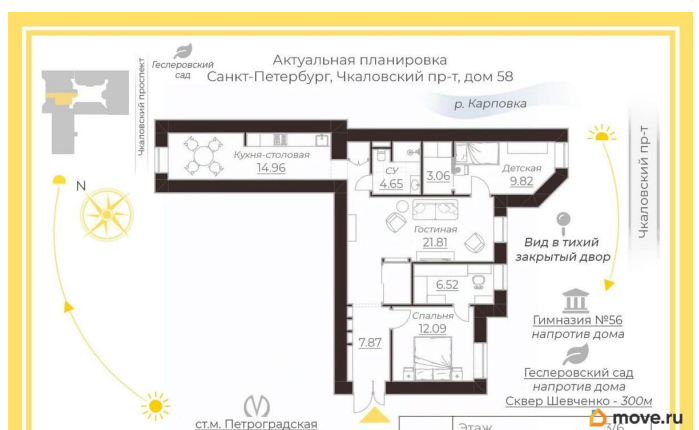 Геслеровский
сад
Актуальная планировка
Санкт-Петербург, Чкаловский пр-т, дом 58
Чкаловский проспект
р. Карповка
Чкаловский пр-т
N
Кухня-столовая
14.96
СУ
4.65
3.06
Детская
9.82
Гостиная
21.81
Вид в тихий
закрытый двор
6.52
Спальня
12.09
7.87
Гимназия №56
напротив дома
Геслеровский сад
напротив дома
Сквер Шевченко - 300м
ст.м. Петроградская
Этаж
3/6
move.ru